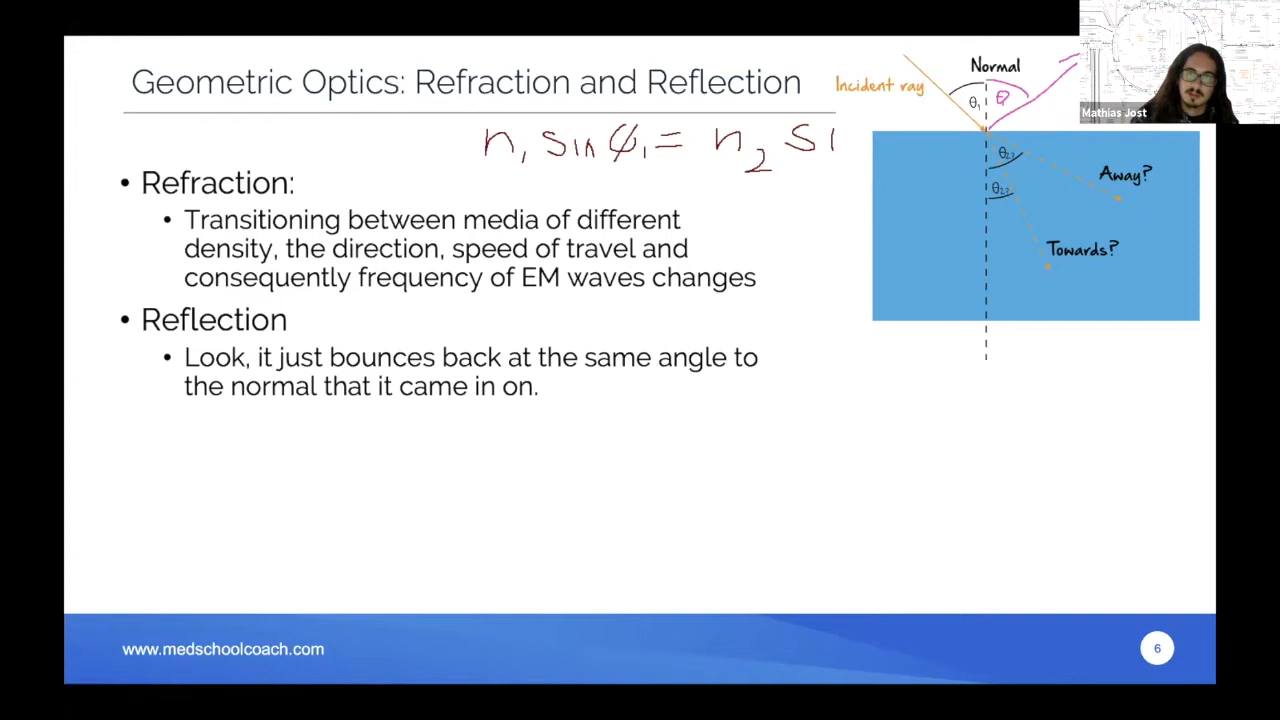 Geometric Optics: Refraction and Reflection
n₁ sin φ₁ = n₂ si
• Refraction:
• Transitioning between media of different
density, the direction, speed of travel and
consequently frequency of EM waves changes
• Reflection
• Look, it just bounces back at the same angle to
the normal that it came in on.
Normal
Incident ray
θ₁
θ₂?
Away?
θ₂?
Towards?
Mathias Jost
www.medschoolcoach.com
6